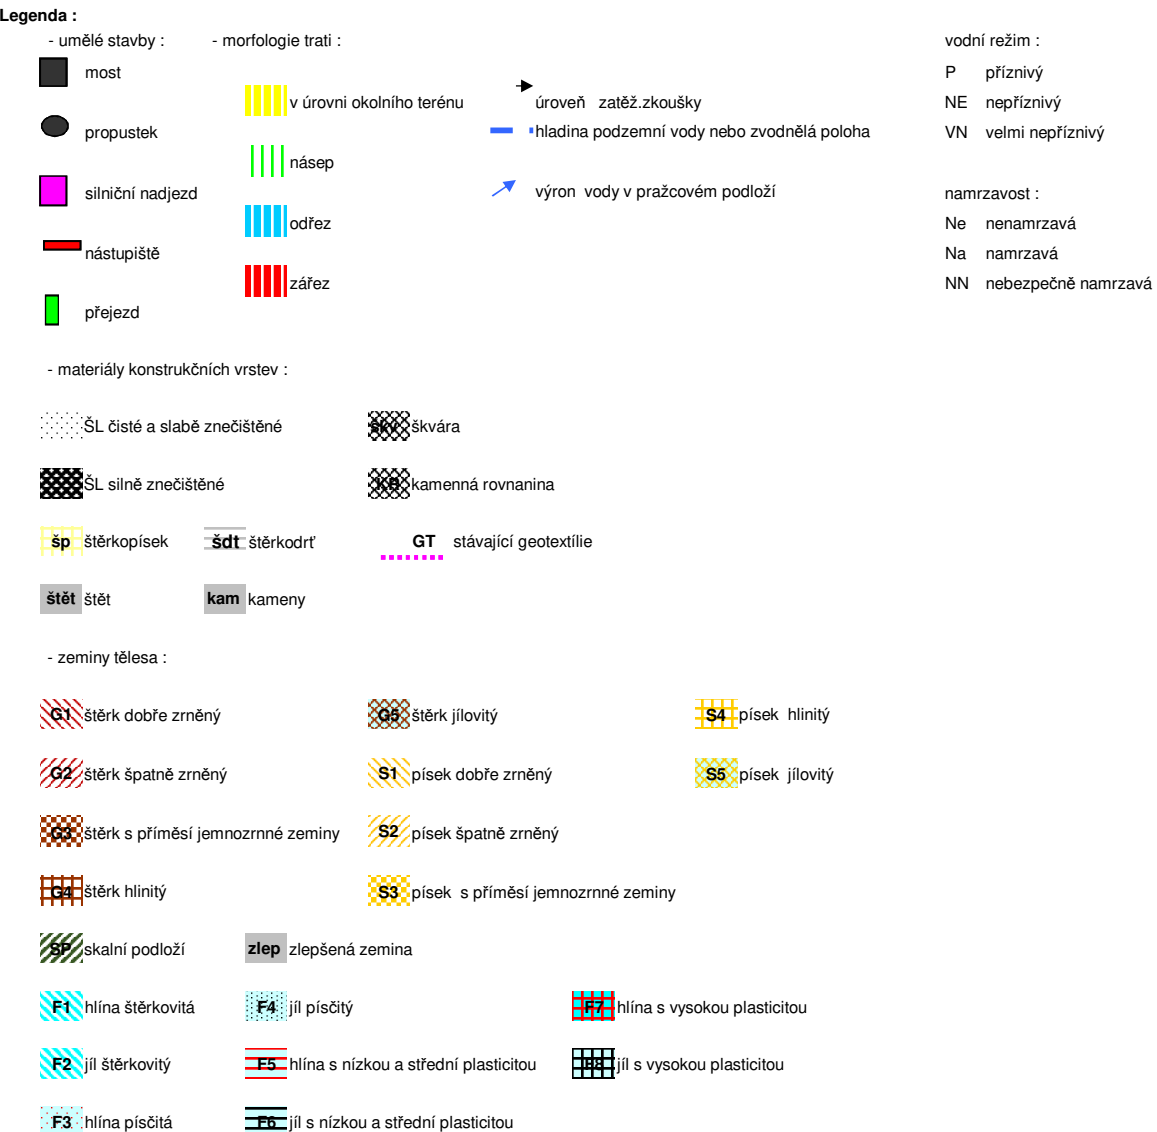 Legenda :
- umělé stavby : - morfologie trati : vodní režim :
most P příznivý
v úrovni okolního terénu úroveň zatěž.zkoušky NE nepříznivý
propustek hladina podzemní vody nebo zvodnělá poloha VN velmi nepříznivý
násep
silniční nadjezd výron vody v pražcovém podloží namrzavost :
odřez Ne nenamrzavá
nástupiště Na namrzavá
zářez NN nebezpečně namrzavá
přejezd
- materiály konstrukčních vrstev :
ŠL čisté a slabě znečištěné škv škvára
ŠL silně znečištěné KR kamenná rovnanina
šp štěrkopísek šdt štěrkodrť GT stávající geotextílie
štět štět kam kameny
- zeminy tělesa :
G1 štěrk dobře zrněný G5 štěrk jílovitý S4 písek hlinitý
G2 štěrk špatně zrněný S1 písek dobře zrněný S5 písek jílovitý
G3 štěrk s příměsí jemnozrnné zeminy S2 písek špatně zrněný
G4 štěrk hlinitý S3 písek s příměsí jemnozrnné zeminy
SP skalní podloží zlep zlepšená zemina
F1 hlína štěrkovitá F4 jíl písčitý F7 hlína s vysokou plasticitou
F2 jíl štěrkovitý F5 hlína s nízkou a střední plasticitou F8 jíl s vysokou plasticitou
F3 hlína písčitá F6 jíl s nízkou a střední plasticitou